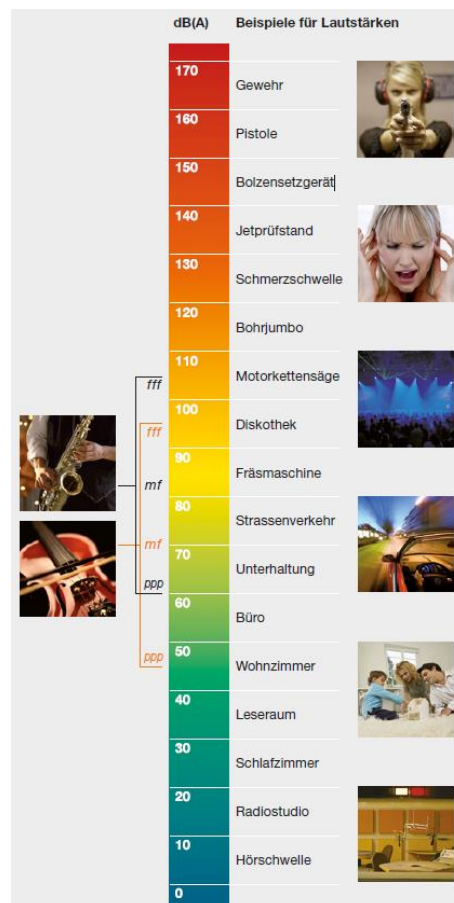 dB(A) Beispiele für Lautstärken
170
Gewehr
160
Pistole
150
Bolzensetzgerät
140
Jetprüfstand
130
Schmerzschwelle
120
Bohrjumbo
110
fff Motorkettensäge
100
fff Diskothek
90
mf Fräsmaschine
80
Strassenverkehr
mf
70
Unterhaltung
ppp
60
Büro
50
ppp Wohnzimmer
40
Leseraum
30
Schlafzimmer
20
Radiostudio
10
Hörschwelle
0